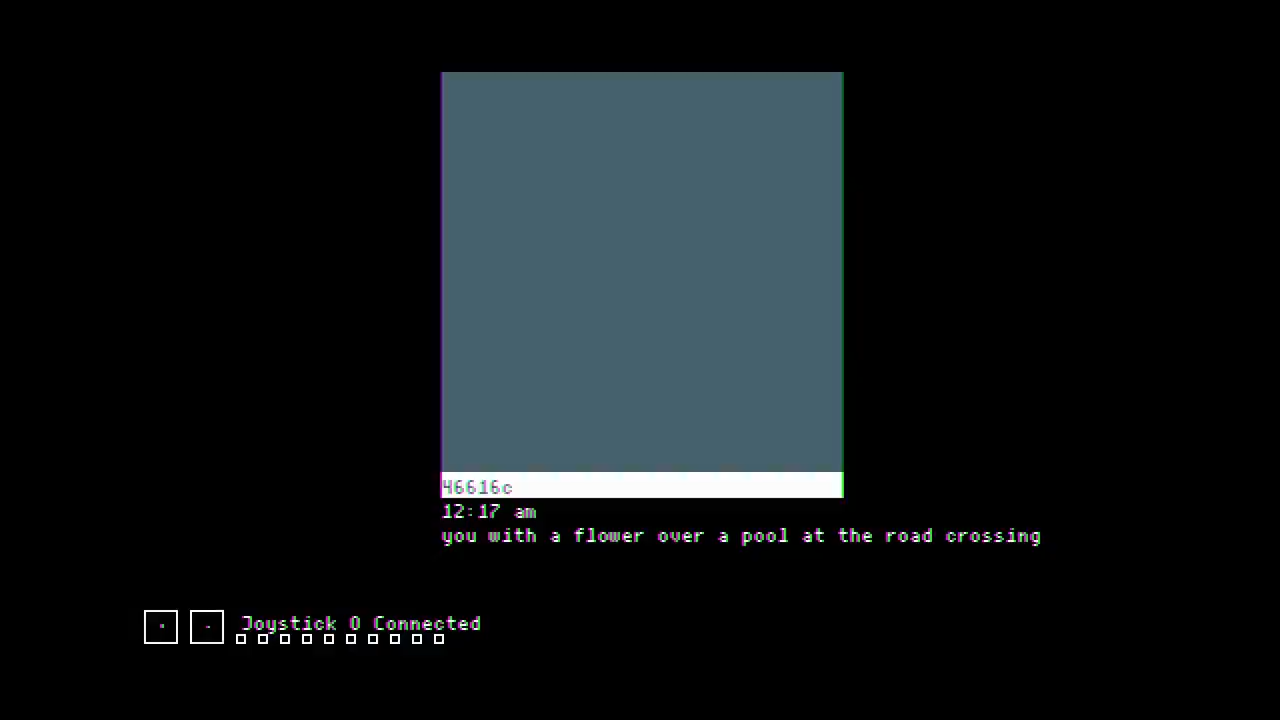 46616c
12:17 am
you with a flower over a pool at the road crossing
Joystick 0 Connected